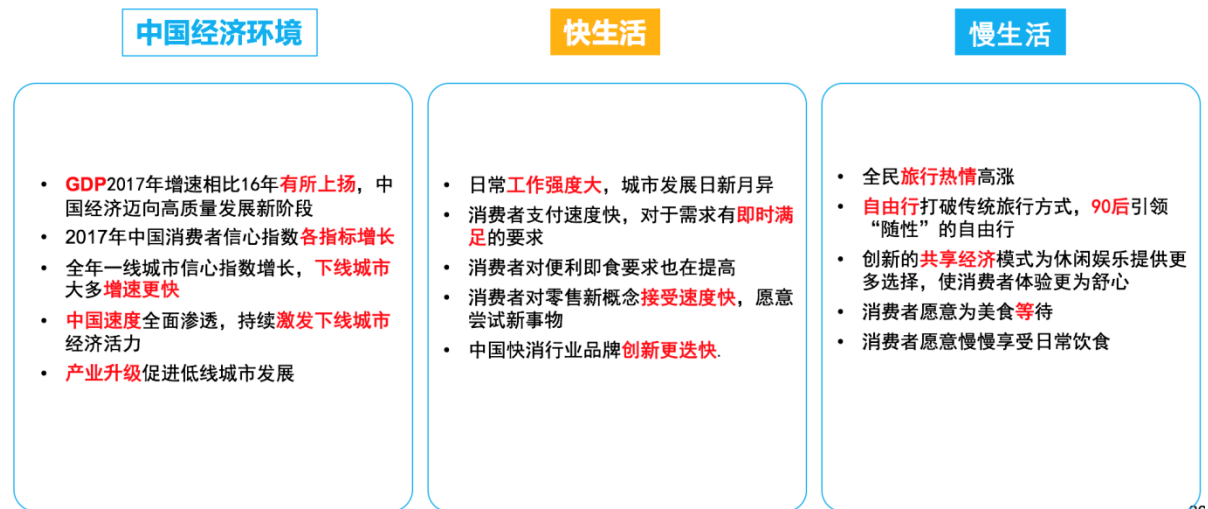 中国经济环境
• GDP2017年增速相比16年有所上扬，中
国经济迈向高质量发展新阶段
• 2017年中国消费者信心指数各指标增长
• 全年一线城市信心指数增长，下线城市
大多增速更快
• 中国速度全面渗透，持续激发下线城市
经济活力
• 产业升级促进低线城市发展
快生活
• 日常工作强度大，城市发展日新月异
• 消费者支付速度快，对于需求有即时满
足的要求
• 消费者对便利即食要求也在提高
• 消费者对零售新概念接受速度快，愿意
尝试新事物
• 中国快消行业品牌创新更迭快.
慢生活
• 全民旅行热情高涨
• 自由行打破传统旅行方式，90后引领
“随性”的自由行
• 创新的共享经济模式为休闲娱乐提供更
多选择，使消费者体验更为舒心
• 消费者愿意为美食等待
• 消费者愿意慢慢享受日常饮食